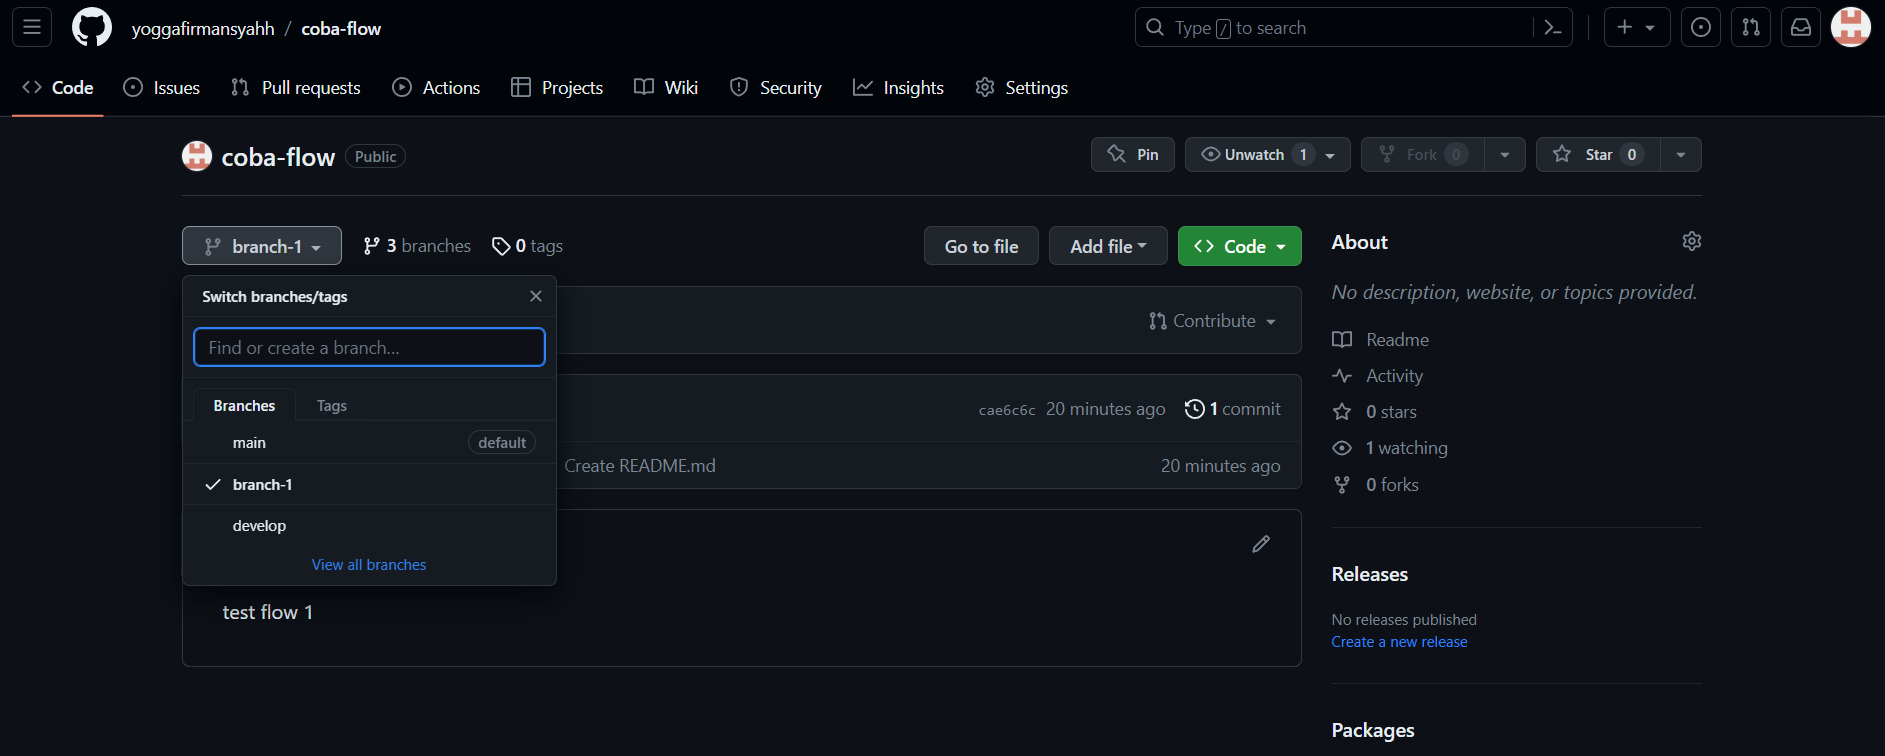 yoggafirmansyahh / coba-flow
Type / to search
Code Issues Pull requests Actions Projects Wiki Security Insights Settings
coba-flow Public
Pin Unwatch 1 Fork 0 Star 0
branch-1 3 branches 0 tags Go to file Add file Code
Switch branches/tags
Find or create a branch...
Branches Tags
main default
branch-1
develop
View all branches
Contribute
cae6c6c 20 minutes ago 1 commit
Create README.md 20 minutes ago
test flow 1
About
No description, website, or topics provided.
Readme
Activity
0 stars
1 watching
0 forks
Releases
No releases published
Create a new release
Packages